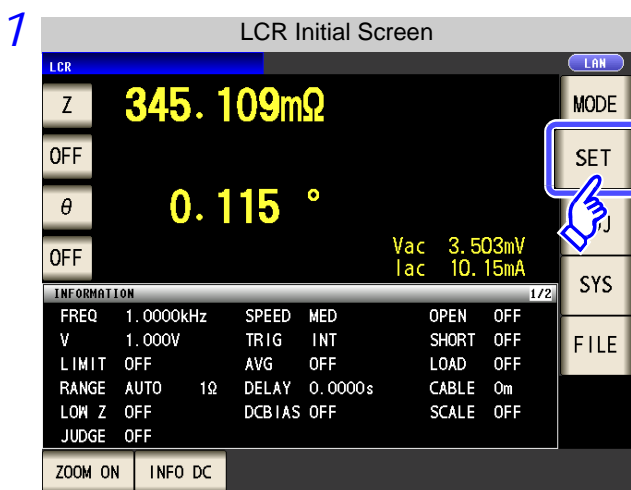 1
LCR Initial Screen
LCR
LAN
Z 345.109mΩ
MODE
OFF
SET
θ 0.115 °
OFF
Vac 3.503mV
Iac 10.15mA
SYS
INFORMATION 1/2
FREQ 1.0000kHz SPEED MED OPEN OFF
V 1.000V TRIG INT SHORT OFF
FILE
LIMIT OFF AVG OFF LOAD OFF
RANGE AUTO 1Ω DELAY 0.0000s CABLE 0m
LOW Z OFF DCBIAS OFF SCALE OFF
JUDGE OFF
ZOOM ON INFO DC